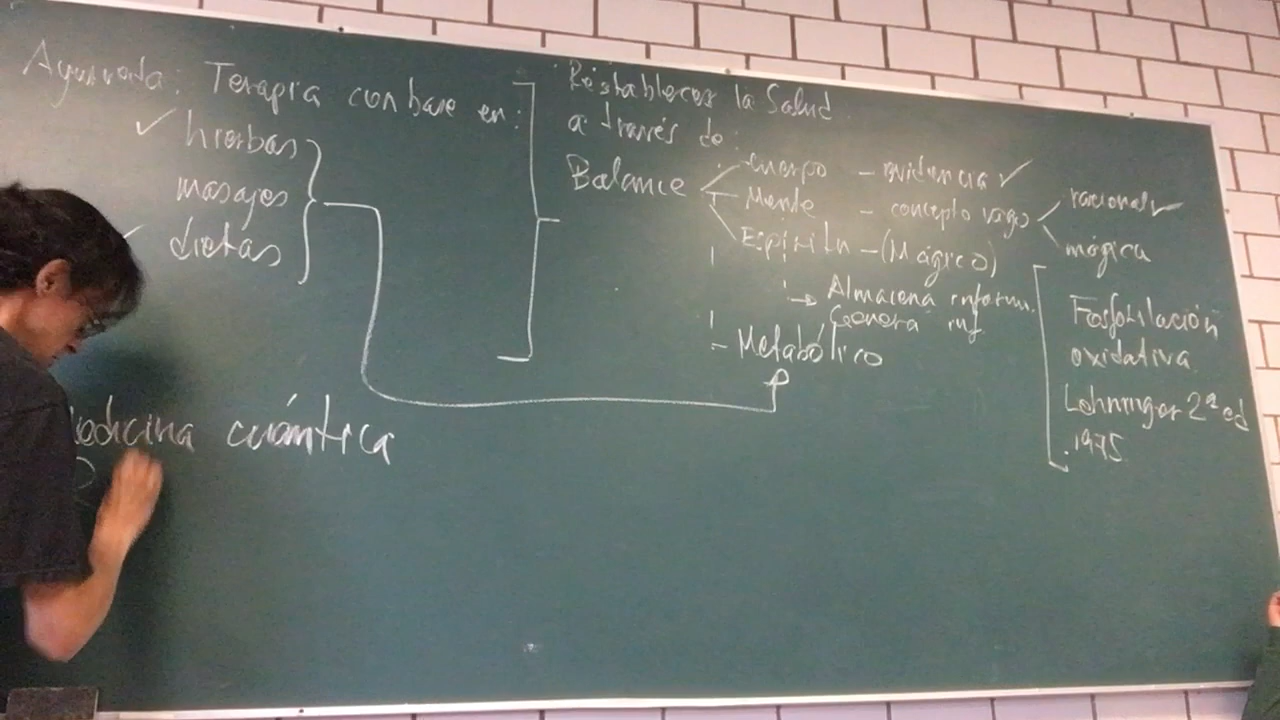 Ayurveda: Terapia con base en:
✓ hierbas
masajes
✓ dietas
Restablecer la Salud
a través de:
Balance
Cuerpo - evidencia ✓
Mente - concepto vago
racional ✓
mágica
Espíritu - (Mágico)
→ Almacena inform.
Genera inf
- Metabólico
Fosforilación
oxidativa
Lehninger 2ª ed
1975
edicina cuántica